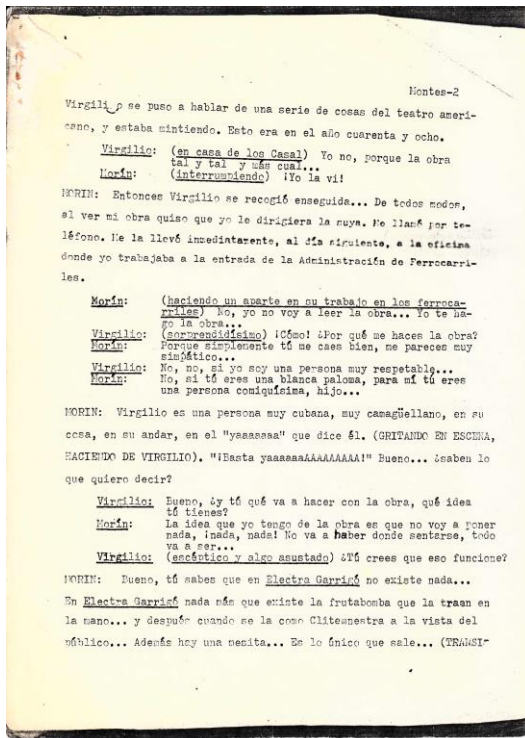 Montes-2
Virgilio se puso a hablar de una serie de cosas del teatro ameri-
cano, y estaba mintiendo. Esto era en el año cuarenta y ocho.
Virgilio: (en casa de los Casal) Yo no, porque la obra
tal y tal y más cual...
Morín: (interrumpiendo) ¡Yo la vi!
MORIN: Entonces Virgilio se recogió enseguida... De todos modos,
al ver mi obra quiso que yo le dirigiera la suya. Me llamó por te-
léfono. Me la llevó inmediatamente, al día siguiente, a la oficina
donde yo trabajaba a la entrada de la Administración de Ferrocarri-
les.
Morín: (haciendo un aparte en su trabajo en los ferroca-
rriles) No, yo no voy a leer la obra... Yo te ha-
go la obra...
Virgilio: (sorprendidísimo) ¡Cómo! ¿Por qué me haces la obra?
Morín: Porque simplemente tú me caes bien, me pareces muy
simpático...
Virgilio: No, no, si yo soy una persona muy respetable...
Morín: No, si tú eres una blanca paloma, para mí tú eres
una persona comiquísima, hijo...
MORIN: Virgilio es una persona muy cubana, muy camagüellano, en su
cosa, en su andar, en el "yaaaaaaa" que dice él. (GRITANDO EN ESCENA,
HACIENDO DE VIRGILIO). "¡Basta yaaaaaaAAAAAAAAA!" Bueno... ¿saben lo
que quiero decir?
Virgilio: Bueno, ¿y tú qué va a hacer con la obra, qué idea
tú tienes?
Morín: La idea que yo tengo de la obra es que no voy a poner
nada, ¡nada, nada! No va a haber donde sentarse, todo
va a ser...
Virgilio: (escéptico y algo asustado) ¿Tú crees que eso funcione?
MORIN: Bueno, tú sabes que en Electra Garrigó no existe nada...
En Electra Garrigó nada más que existe la frutabomba que la traen en
la mano... y después cuando se la come Clitemnestra a la vista del
público... Además hay una mesita... Es lo único que sale... (TRANSI-